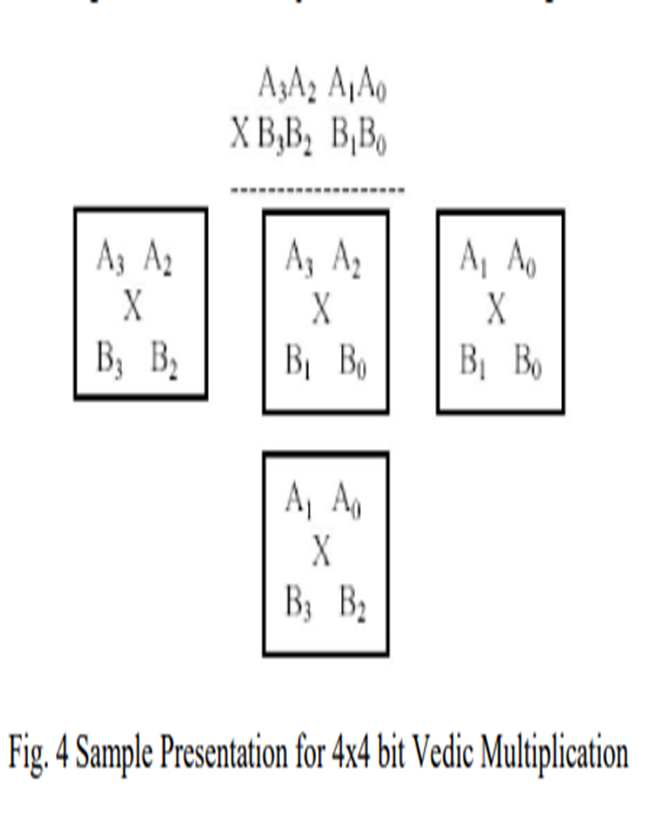 A₃A₂ A₁A₀
X B₃B₂ B₁B₀
------------------
A₃ A₂
X
B₃ B₂
A₃ A₂
X
B₁ B₀
A₁ A₀
X
B₁ B₀
A₁ A₀
X
B₃ B₂
Fig. 4 Sample Presentation for 4x4 bit Vedic Multiplication